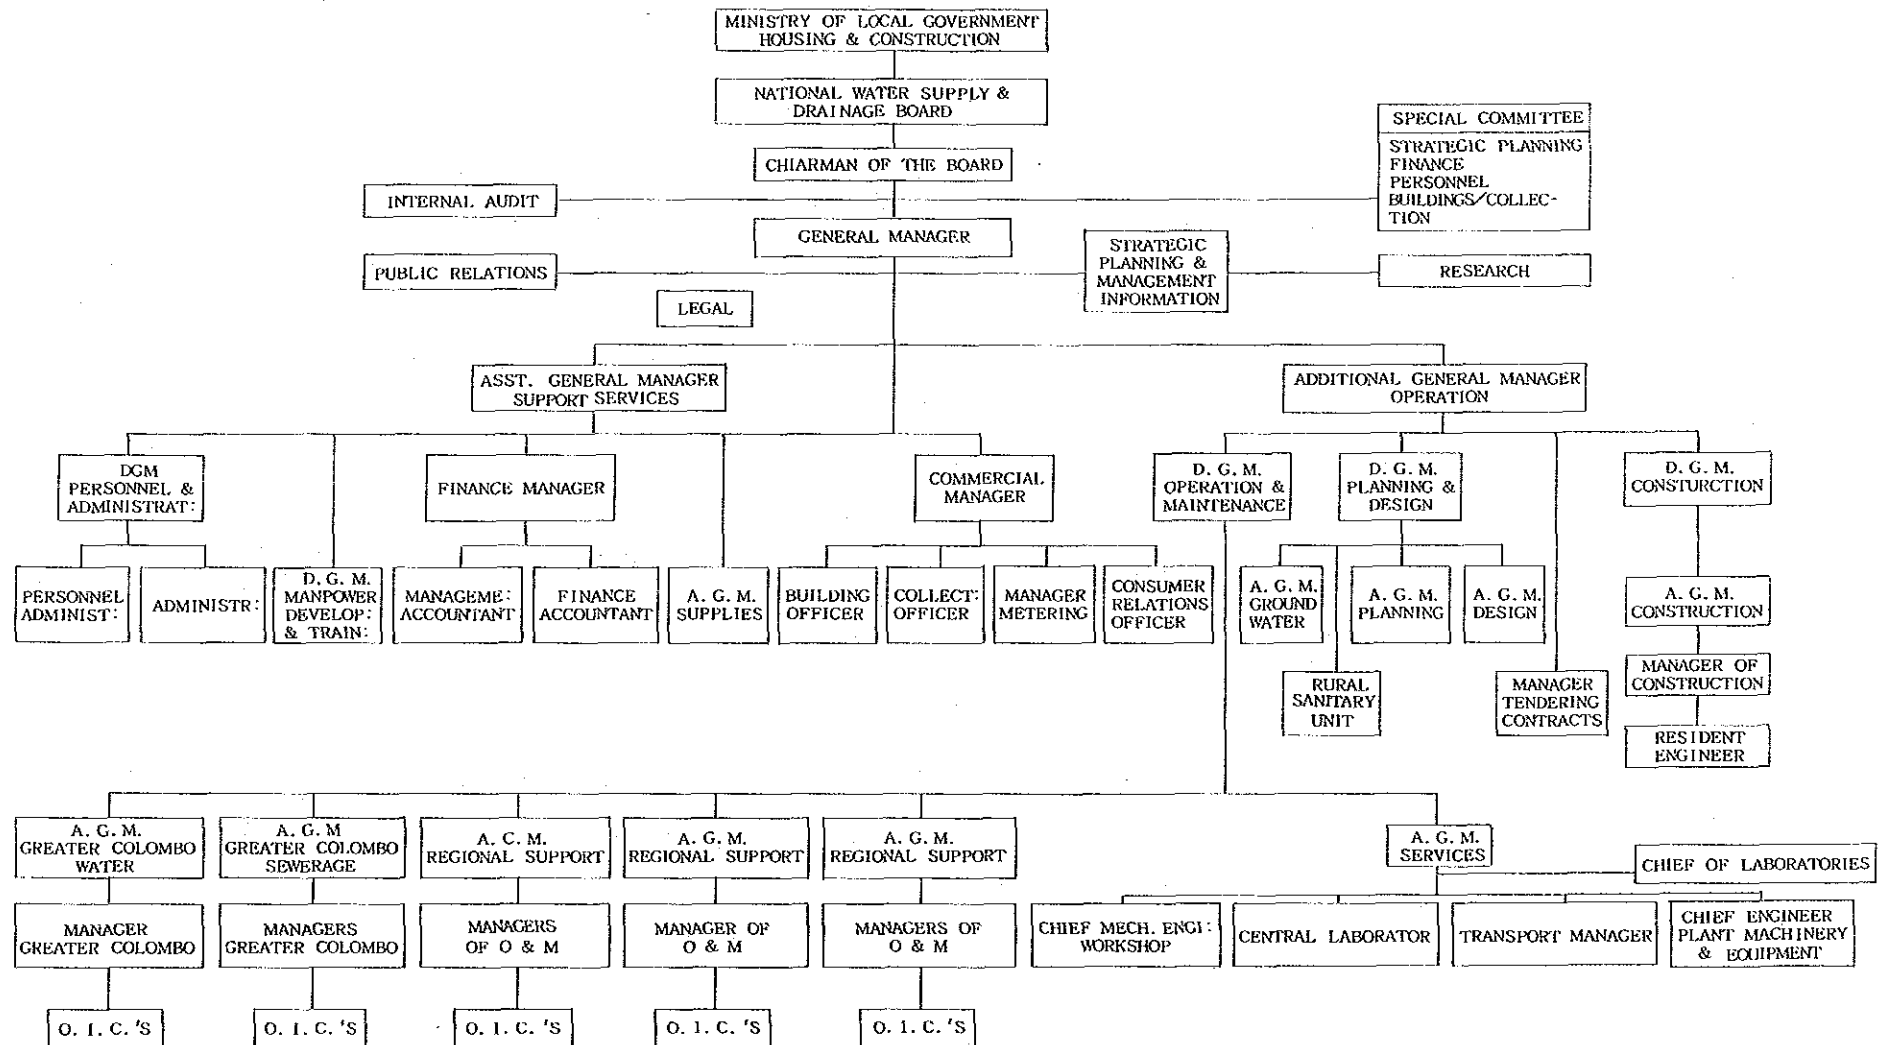 MINISTRY OF LOCAL GOVERNMENT
HOUSING & CONSTRUCTION
NATIONAL WATER SUPPLY &
DRAINAGE BOARD
CHIARMAN OF THE BOARD
SPECIAL COMMITTEE
STRATEGIC PLANNING
FINANCE
PERSONNEL
BUILDINGS/COLLEC-
TION
INTERNAL AUDIT
GENERAL MANAGER
PUBLIC RELATIONS
STRATEGIC
PLANNING &
MANAGEMENT
INFORMATION
RESEARCH
LEGAL
ASST. GENERAL MANAGER
SUPPORT SERVICES
ADDITIONAL GENERAL MANAGER
OPERATION
DGM
PERSONNEL &
ADMINISTRAT:
FINANCE MANAGER
COMMERCIAL
MANAGER
D. G. M.
OPERATION &
MAINTENANCE
D. G. M.
PLANNING &
DESIGN
D. G. M.
CONSTURCTION
PERSONNEL
ADMINIST:
ADMINISTR:
D. G. M.
MANPOWER
DEVELOP:
& TRAIN:
MANAGEME:
ACCOUNTANT
FINANCE
ACCOUNTANT
A. G. M.
SUPPLIES
BUILDING
OFFICER
COLLECT:
OFFICER
MANAGER
METERING
CONSUMER
RELATIONS
OFFICER
A. G. M.
GROUND
WATER
A. G. M.
PLANNING
A. G. M.
DESIGN
A. G. M.
CONSTRUCTION
RURAL
SANITARY
UNIT
MANAGER
TENDERING
CONTRACTS
MANAGER OF
CONSTRUCTION
RESIDENT
ENGINEER
A. G. M.
GREATER COLOMBO
WATER
A. G. M
GREATER COLOMBO
SEWERAGE
A. C. M.
REGIONAL SUPPORT
A. G. M.
REGIONAL SUPPORT
A. G. M.
REGIONAL SUPPORT
A. G. M.
SERVICES
CHIEF OF LABORATORIES
MANAGER
GREATER COLOMBO
MANAGERS
GREATER COLOMBO
MANAGERS
OF O & M
MANAGER OF
O & M
MANAGERS OF
O & M
CHIEF MECH. ENGI:
WORKSHOP
CENTRAL LABORATOR
TRANSPORT MANAGER
CHIEF ENGINEER
PLANT MACHINERY
& EQUIPMENT
O. I. C. 'S
O. I. C. 'S
O. I. C. 'S
O. I. C. 'S
O. I. C. 'S